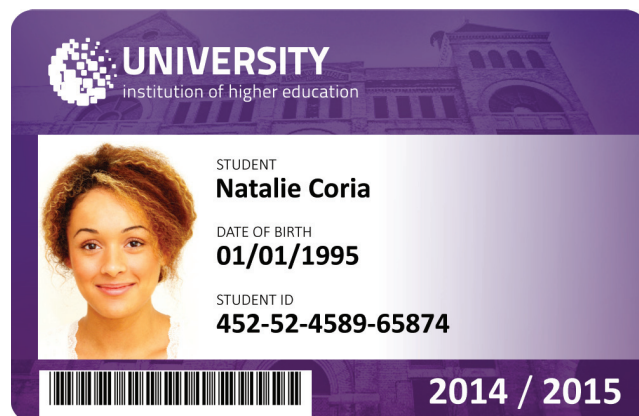 UNIVERSITY
institution of higher education
STUDENT
Natalie Coria
DATE OF BIRTH
01/01/1995
STUDENT ID
452-52-4589-65874
2014 / 2015